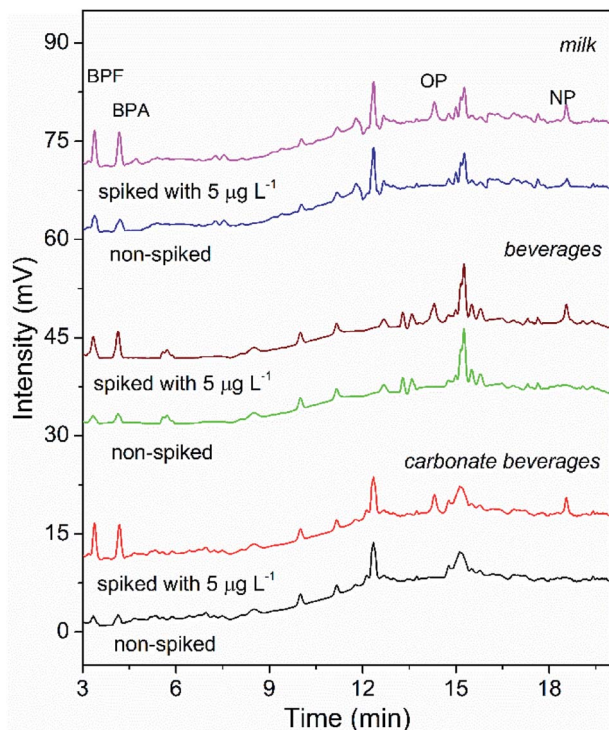 90
milk
BPF
OP
BPA
NP
75
spiked with 5 µg L⁻¹
60
non-spiked
beverages
45
spiked with 5 µg L⁻¹
30
non-spiked
carbonate beverages
15
spiked with 5 µg L⁻¹
0
non-spiked
3 6 9 12 15 18
Time (min)
Intensity (mV)